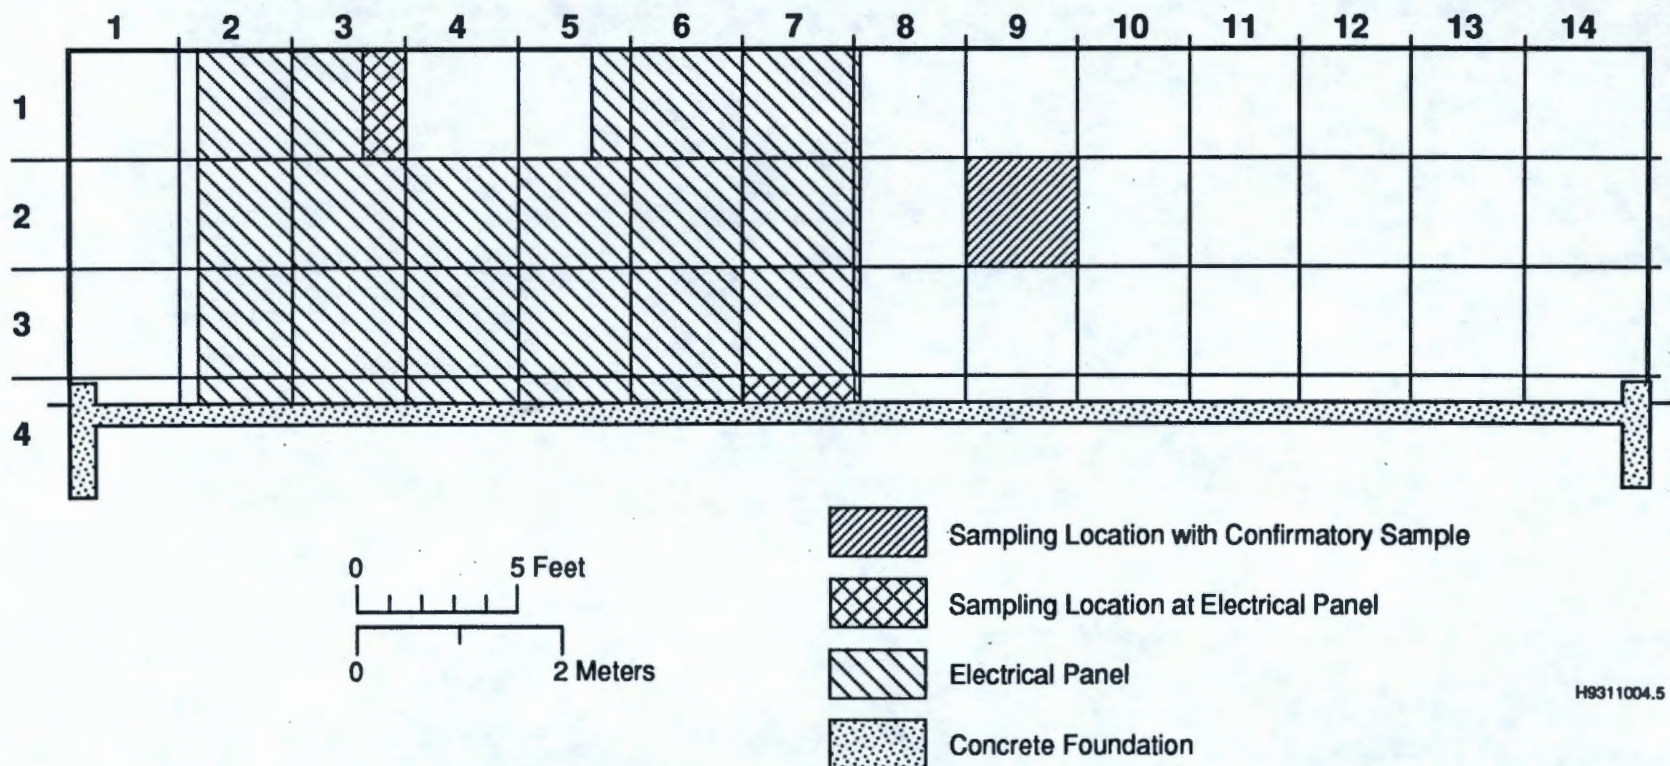 1 2 3 4 5 6 7 8 9 10 11 12 13 14
1
2
3
4
0 5 Feet
0 2 Meters
Sampling Location with Confirmatory Sample
Sampling Location at Electrical Panel
Electrical Panel
Concrete Foundation
H9311004.5